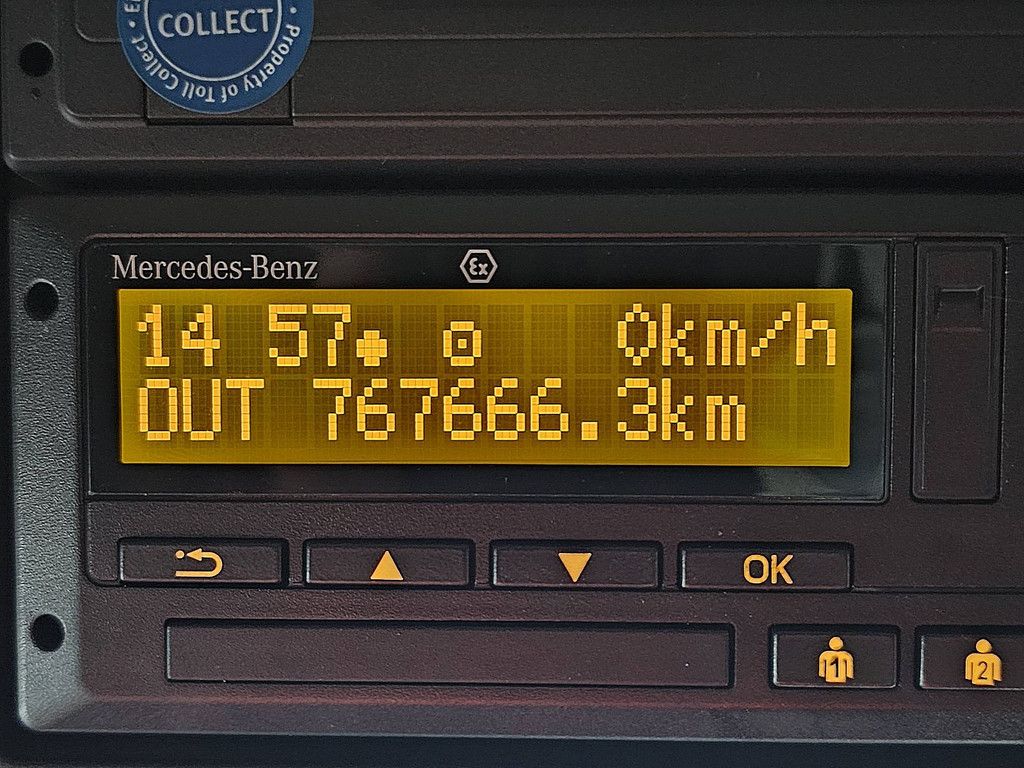 COLLECT
Property of Toll Collect
Mercedes-Benz
Ex
14 57 0km/h
OUT 767666.3km
OK
1 2